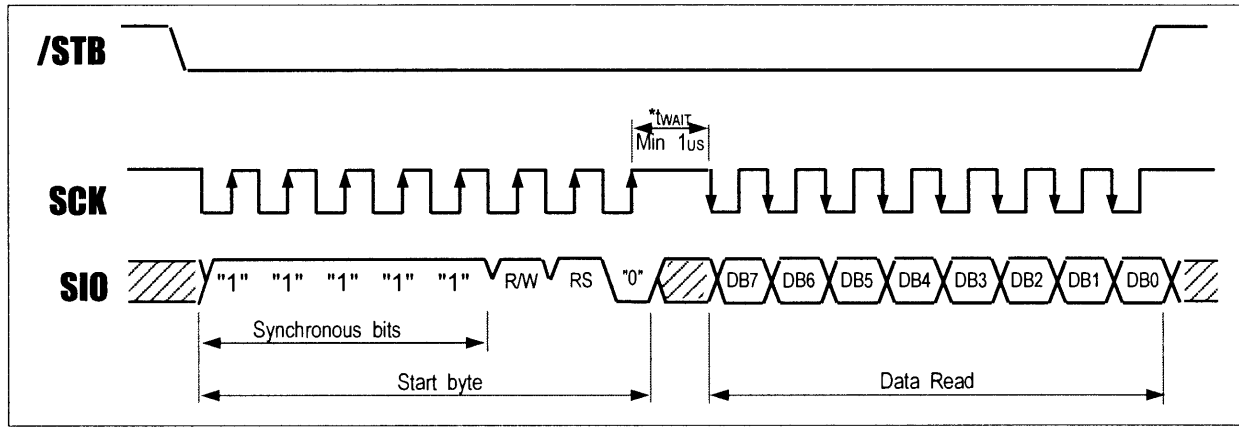 /STB
*tWAIT
Min 1us
SCK
SIO "1" "1" "1" "1" "1" R/W RS "0" DB7 DB6 DB5 DB4 DB3 DB2 DB1 DB0
Synchronous bits
Start byte Data Read